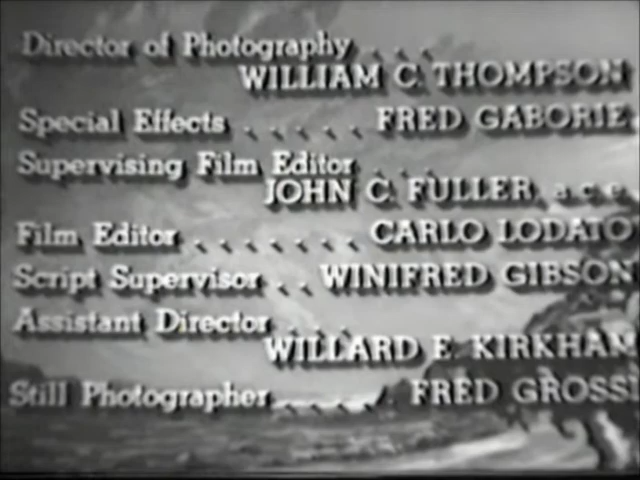 Director of Photography . . .
WILLIAM C. THOMPSON
Special Effects . . . . . FRED GABORIE
Supervising Film Editor . . .
JOHN C. FULLER, a.c.e.
Film Editor . . . . . . . CARLO LODATO
Script Supervisor . . WINIFRED GIBSON
Assistant Director . . .
WILLARD E. KIRKHAM
Still Photographer . . . . . FRED GROSSI